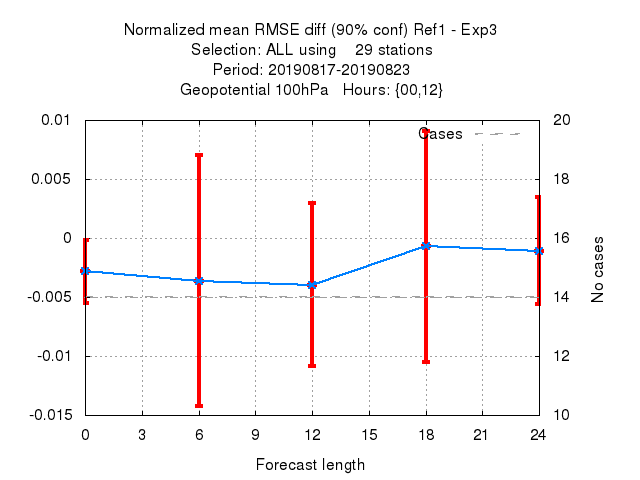 Normalized mean RMSE diff (90% conf) Ref1 - Exp3
Selection: ALL using    29 stations
Period: 20190817-20190823
Geopotential 100hPa   Hours: {00,12}
0.01
0.005
0
-0.005
-0.01
-0.015
Cases
20
18
16
14
12
10
No cases
0 3 6 9 12 15 18 21 24
Forecast length